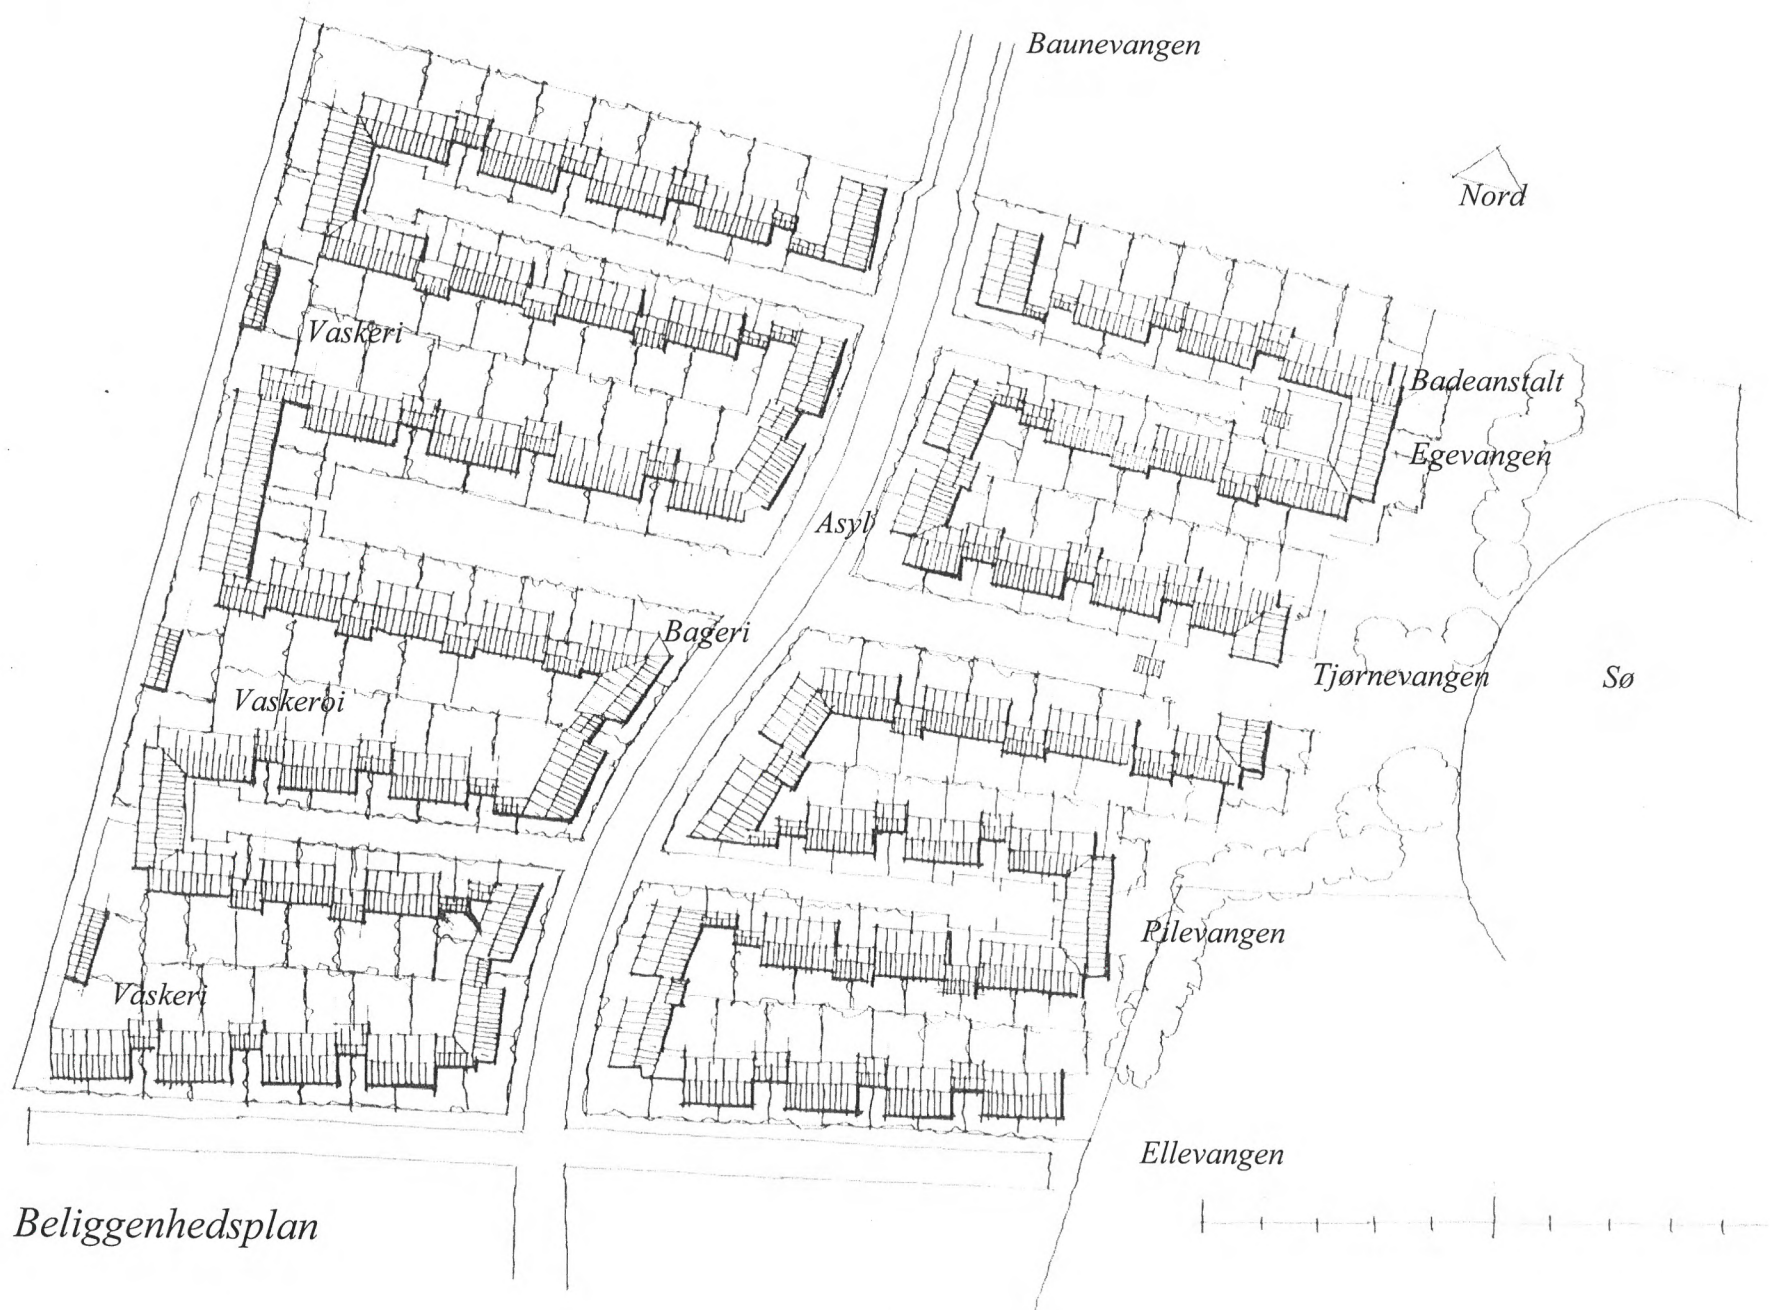 Baunevangen
Nord
Vaskeri
Badeanstalt
Egevangen
Asyl
Bageri
Tjørnevangen
Sø
Vaskeroi
Pilevangen
Vaskeri
Ellevangen
Beliggenhedsplan